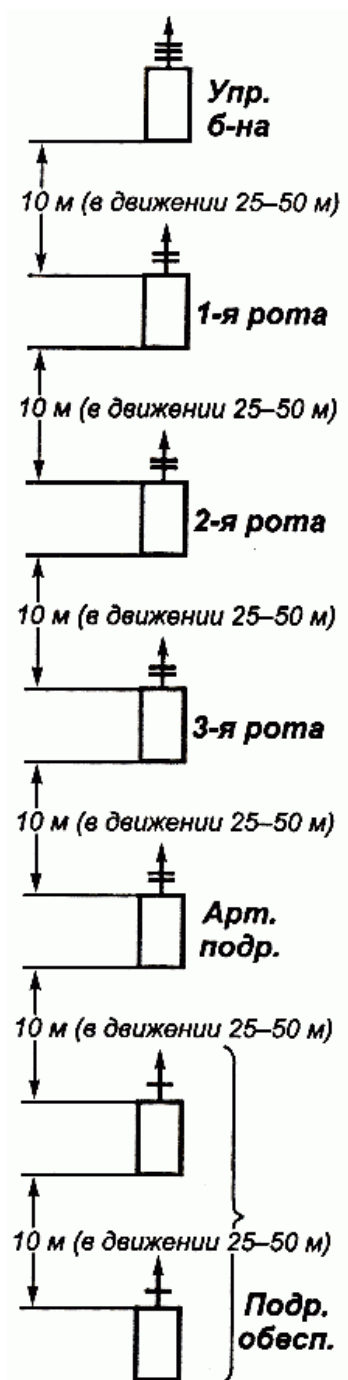 Упр.
б-на
10 м (в движении 25–50 м)
1-я рота
10 м (в движении 25–50 м)
2-я рота
10 м (в движении 25–50 м)
3-я рота
10 м (в движении 25–50 м)
Арт.
подр.
10 м (в движении 25–50 м)
10 м (в движении 25–50 м)
Подр.
обесп.